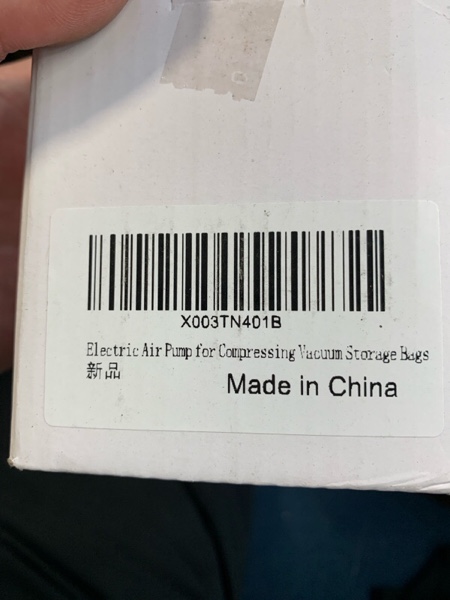 X003TN401B
Electric Air Pump for Compressing Vacuum Storage Bags
新品
Made in China